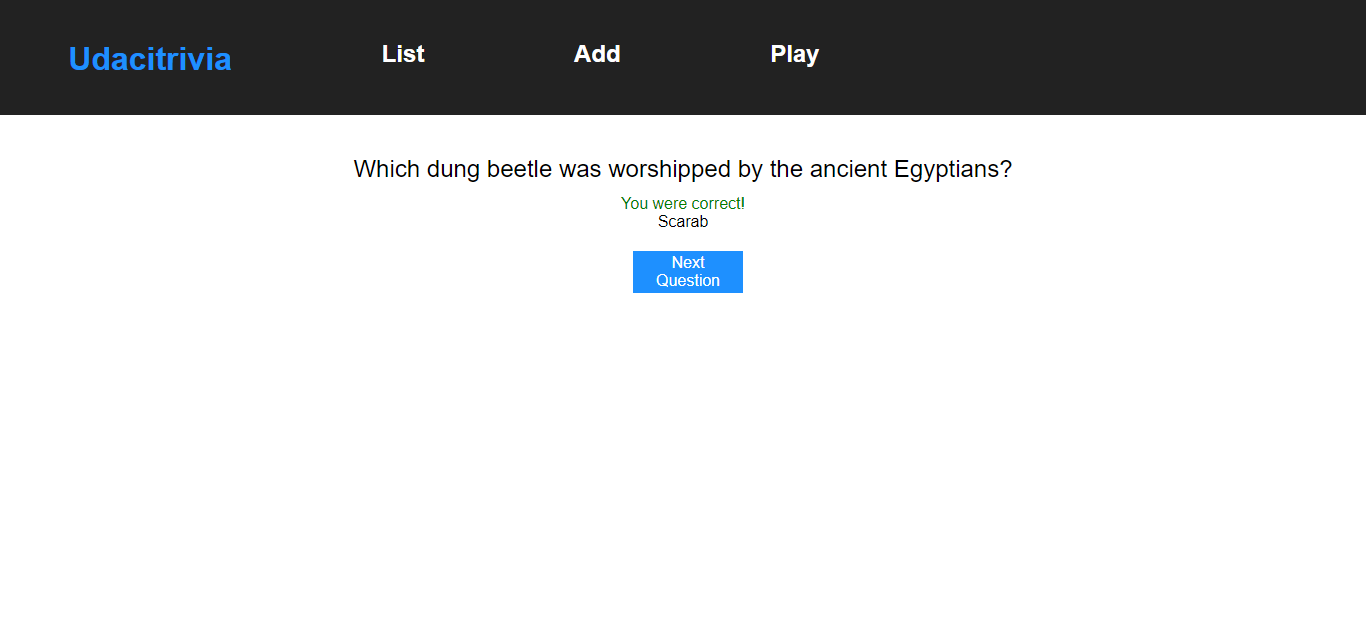 Udacitrivia
List
Add
Play
Which dung beetle was worshipped by the ancient Egyptians?
You were correct!
Scarab
Next
Question